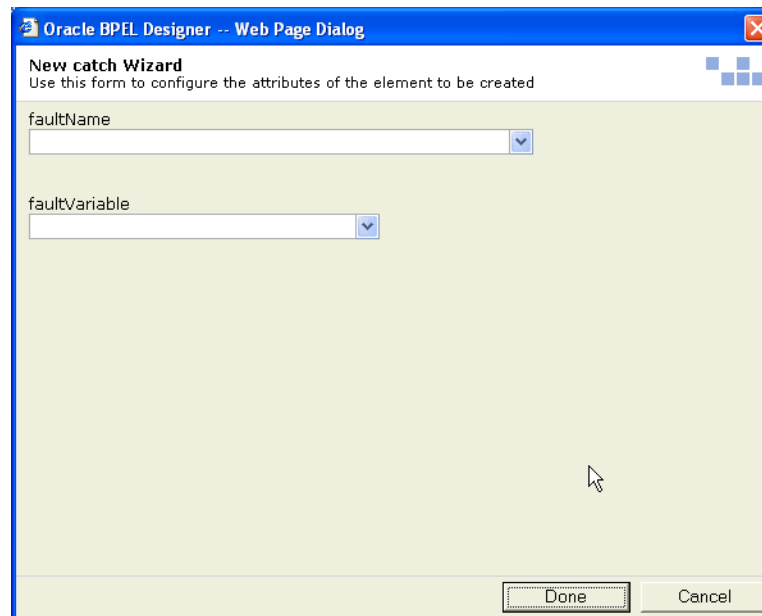 Oracle BPEL Designer -- Web Page Dialog
New catch Wizard
Use this form to configure the attributes of the element to be created
faultName
faultVariable
Done
Cancel